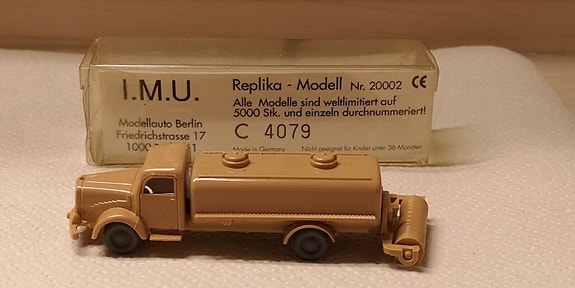 I.M.U.
Modellauto Berlin
Friedrichstrasse 17
1000
Replika - Modell Nr. 20002 CE
Alle Modelle sind weltlimitiert auf
5000 Stk. und einzeln durchnummeriert!
C 4079
Made in Germany Nicht geeignet für Kinder unter 36 Monaten